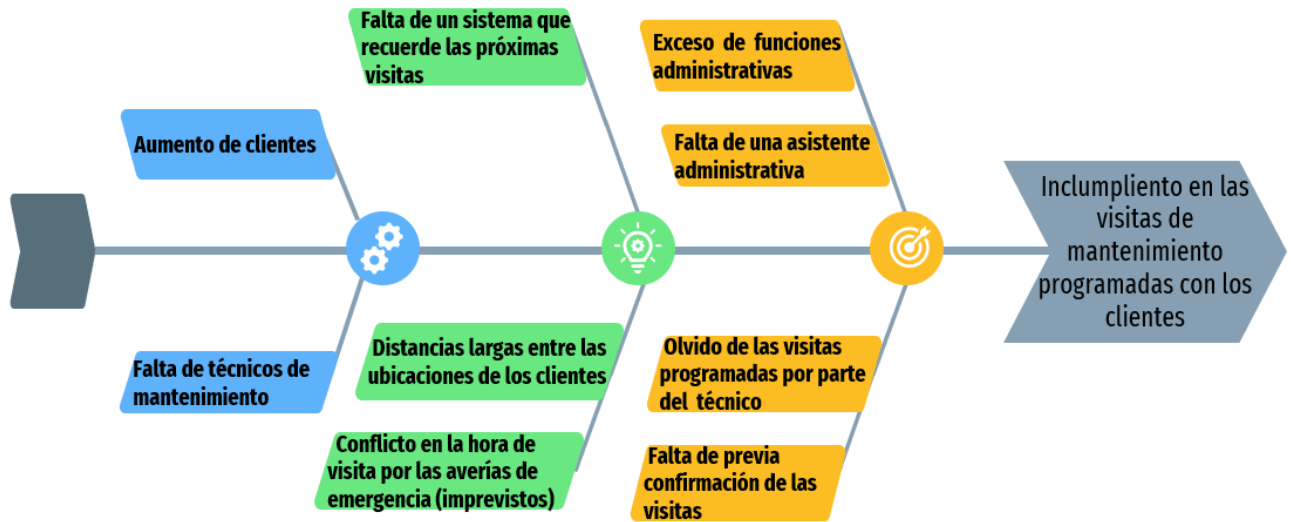 Falta de un sistema que
recuerde las próximas
visitas
Exceso de funciones
administrativas
Aumento de clientes
Falta de una asistente
administrativa
Inclumpliento en las
visitas de
mantenimiento
programadas con los
clientes
Falta de técnicos de
mantenimiento
Distancias largas entre las
ubicaciones de los clientes
Olvido de las visitas
programadas por parte
del técnico
Conflicto en la hora de
visita por las averías de
emergencia (imprevistos)
Falta de previa
confirmación de las
visitas